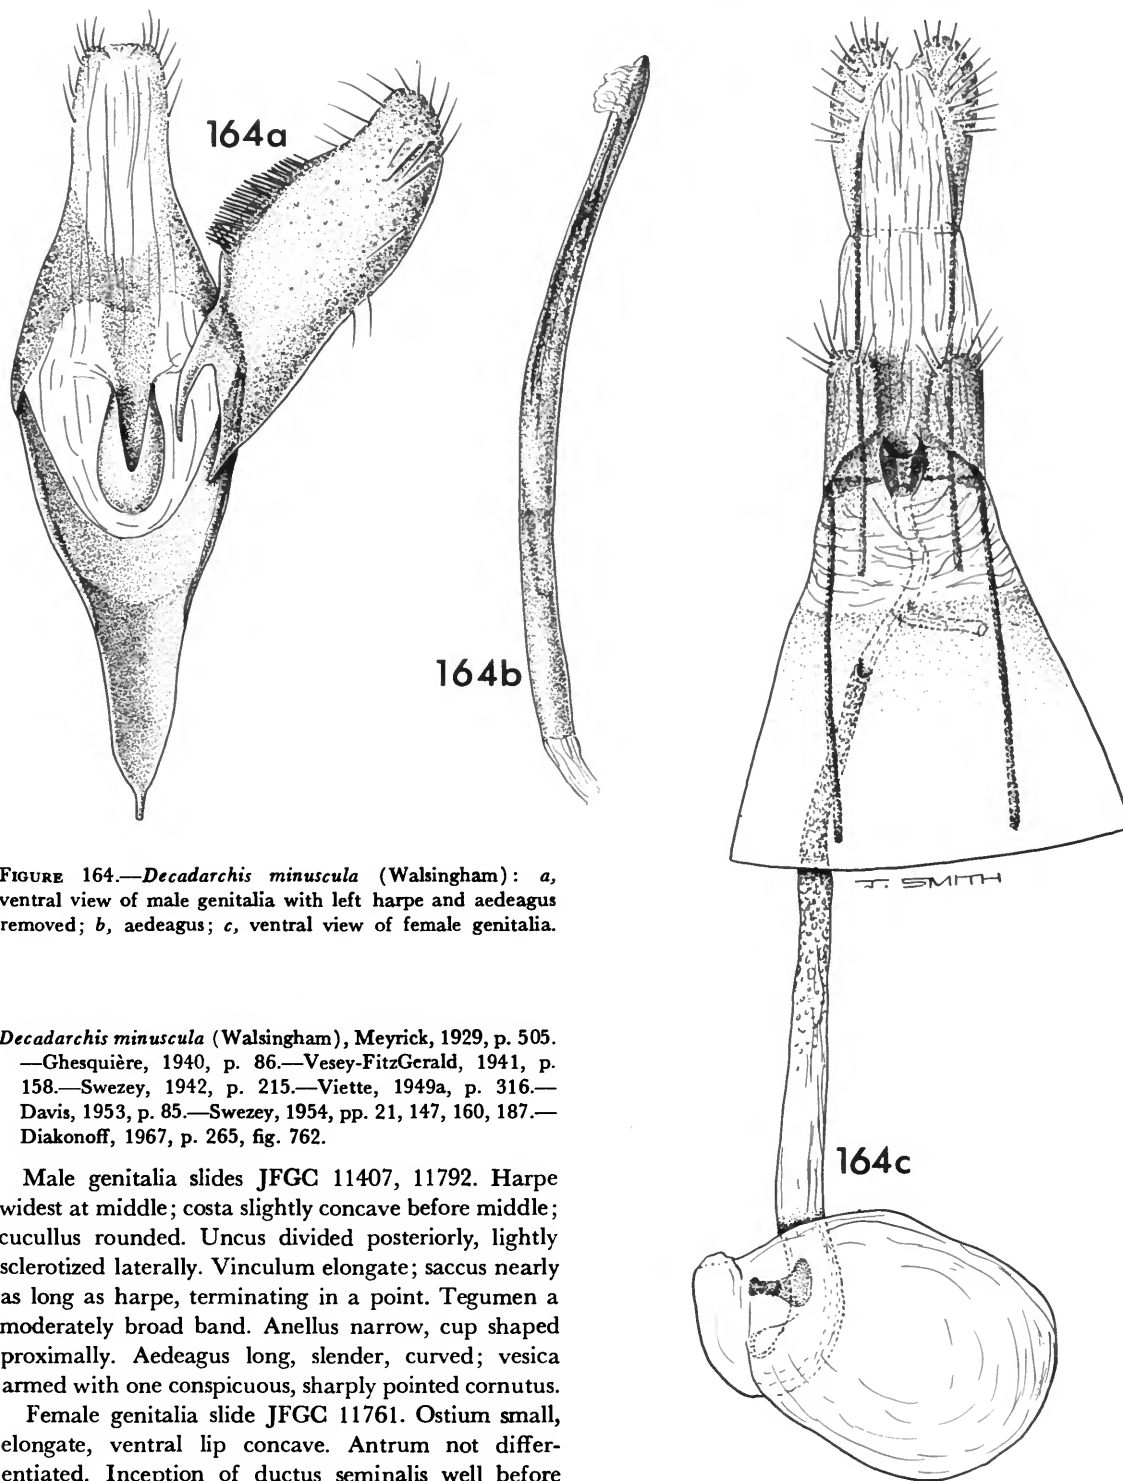 164a
164b
J. SMITH
FIGURE 164.—Decadarchis minuscula (Walsingham): a,
ventral view of male genitalia with left harpe and aedeagus
removed; b, aedeagus; c, ventral view of female genitalia.
Decadarchis minuscula (Walsingham), Meyrick, 1929, p. 505.
—Ghesquière, 1940, p. 86.—Vesey-FitzGerald, 1941, p.
158.—Swezey, 1942, p. 215.—Viette, 1949a, p. 316.—
Davis, 1953, p. 85.—Swezey, 1954, pp. 21, 147, 160, 187.—
Diakonoff, 1967, p. 265, fig. 762.
Male genitalia slides JFGC 11407, 11792. Harpe
widest at middle; costa slightly concave before middle;
cucullus rounded. Uncus divided posteriorly, lightly
sclerotized laterally. Vinculum elongate; saccus nearly
as long as harpe, terminating in a point. Tegumen a
moderately broad band. Anellus narrow, cup shaped
proximally. Aedeagus long, slender, curved; vesica
armed with one conspicuous, sharply pointed cornutus.
Female genitalia slide JFGC 11761. Ostium small,
elongate, ventral lip concave. Antrum not differ-
entiated. Inception of ductus seminalis well before
164c